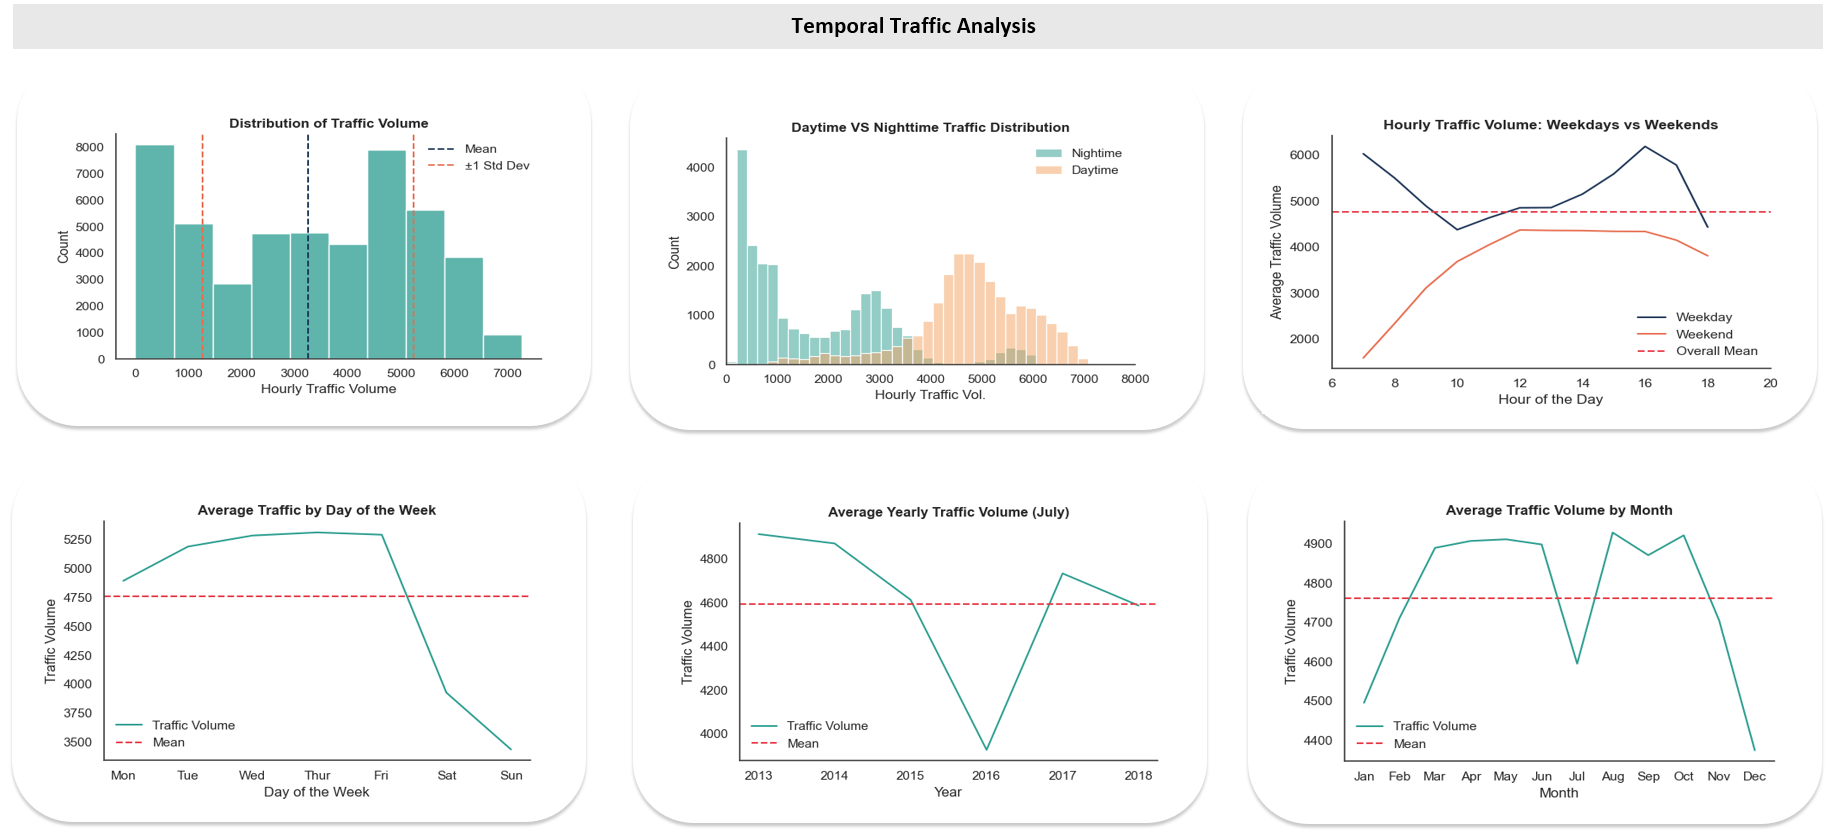 Temporal Traffic Analysis
Distribution of Traffic Volume
Mean
±1 Std Dev
8000
7000
6000
5000
4000
3000
2000
1000
0
Count
0 1000 2000 3000 4000 5000 6000 7000
Hourly Traffic Volume
Daytime VS Nighttime Traffic Distribution
Nightime
Daytime
4000
3000
2000
1000
0
Count
0 1000 2000 3000 4000 5000 6000 7000 8000
Hourly Traffic Vol.
Hourly Traffic Volume: Weekdays vs Weekends
6000
5000
4000
3000
2000
Average Traffic Volume
Weekday
Weekend
Overall Mean
6 8 10 12 14 16 18 20
Hour of the Day
Average Traffic by Day of the Week
5250
5000
4750
4500
4250
4000
3750
3500
Traffic Volume
Traffic Volume
Mean
Mon Tue Wed Thur Fri Sat Sun
Day of the Week
Average Yearly Traffic Volume (July)
4800
4600
4400
4200
4000
Traffic Volume
Traffic Volume
Mean
2013 2014 2015 2016 2017 2018
Year
Average Traffic Volume by Month
4900
4800
4700
4600
4500
4400
Traffic Volume
Traffic Volume
Mean
Jan Feb Mar Apr May Jun Jul Aug Sep Oct Nov Dec
Month